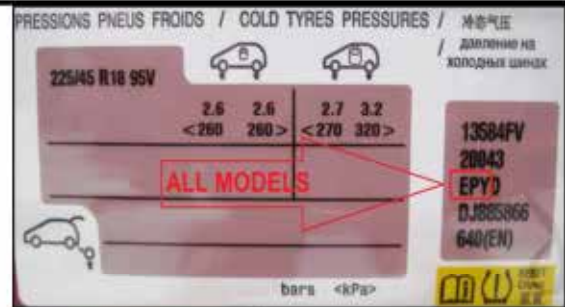 PRESSIONS PNEUS FROIDS / COLD TYRES PRESSURES / 冷态气压
/ давление на
холодных шинах
225/45 R18 95V
2.6 2.6 2.7 3.2
<260 260> <270 320>
ALL MODELS
13584FV
20043
EPY0
DJ885866
640(EN)
bars <kPa>